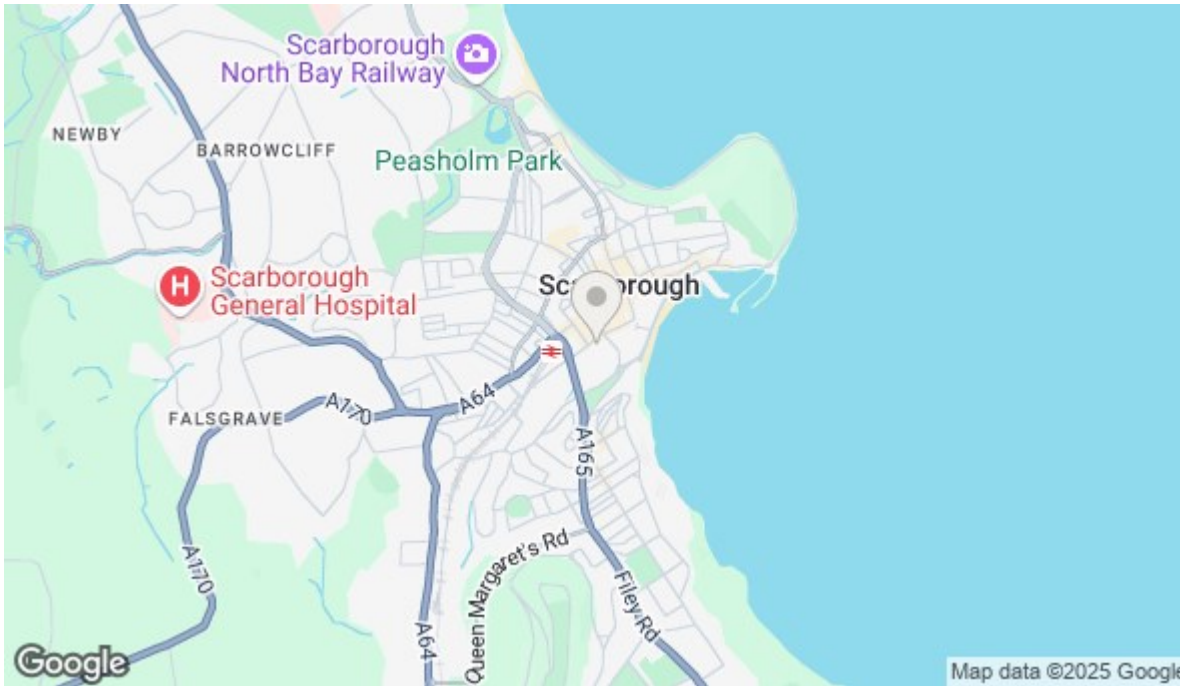 Scarborough
North Bay Railway
NEWBY
BARROWCLIFF
Peasholm Park
Scarborough
General Hospital
Scarborough
A64
A170
FALSGRAVE
A165
A170
Queen Margaret's Rd
Filey Rd
A64
Google
Map data ©2025 Google
H